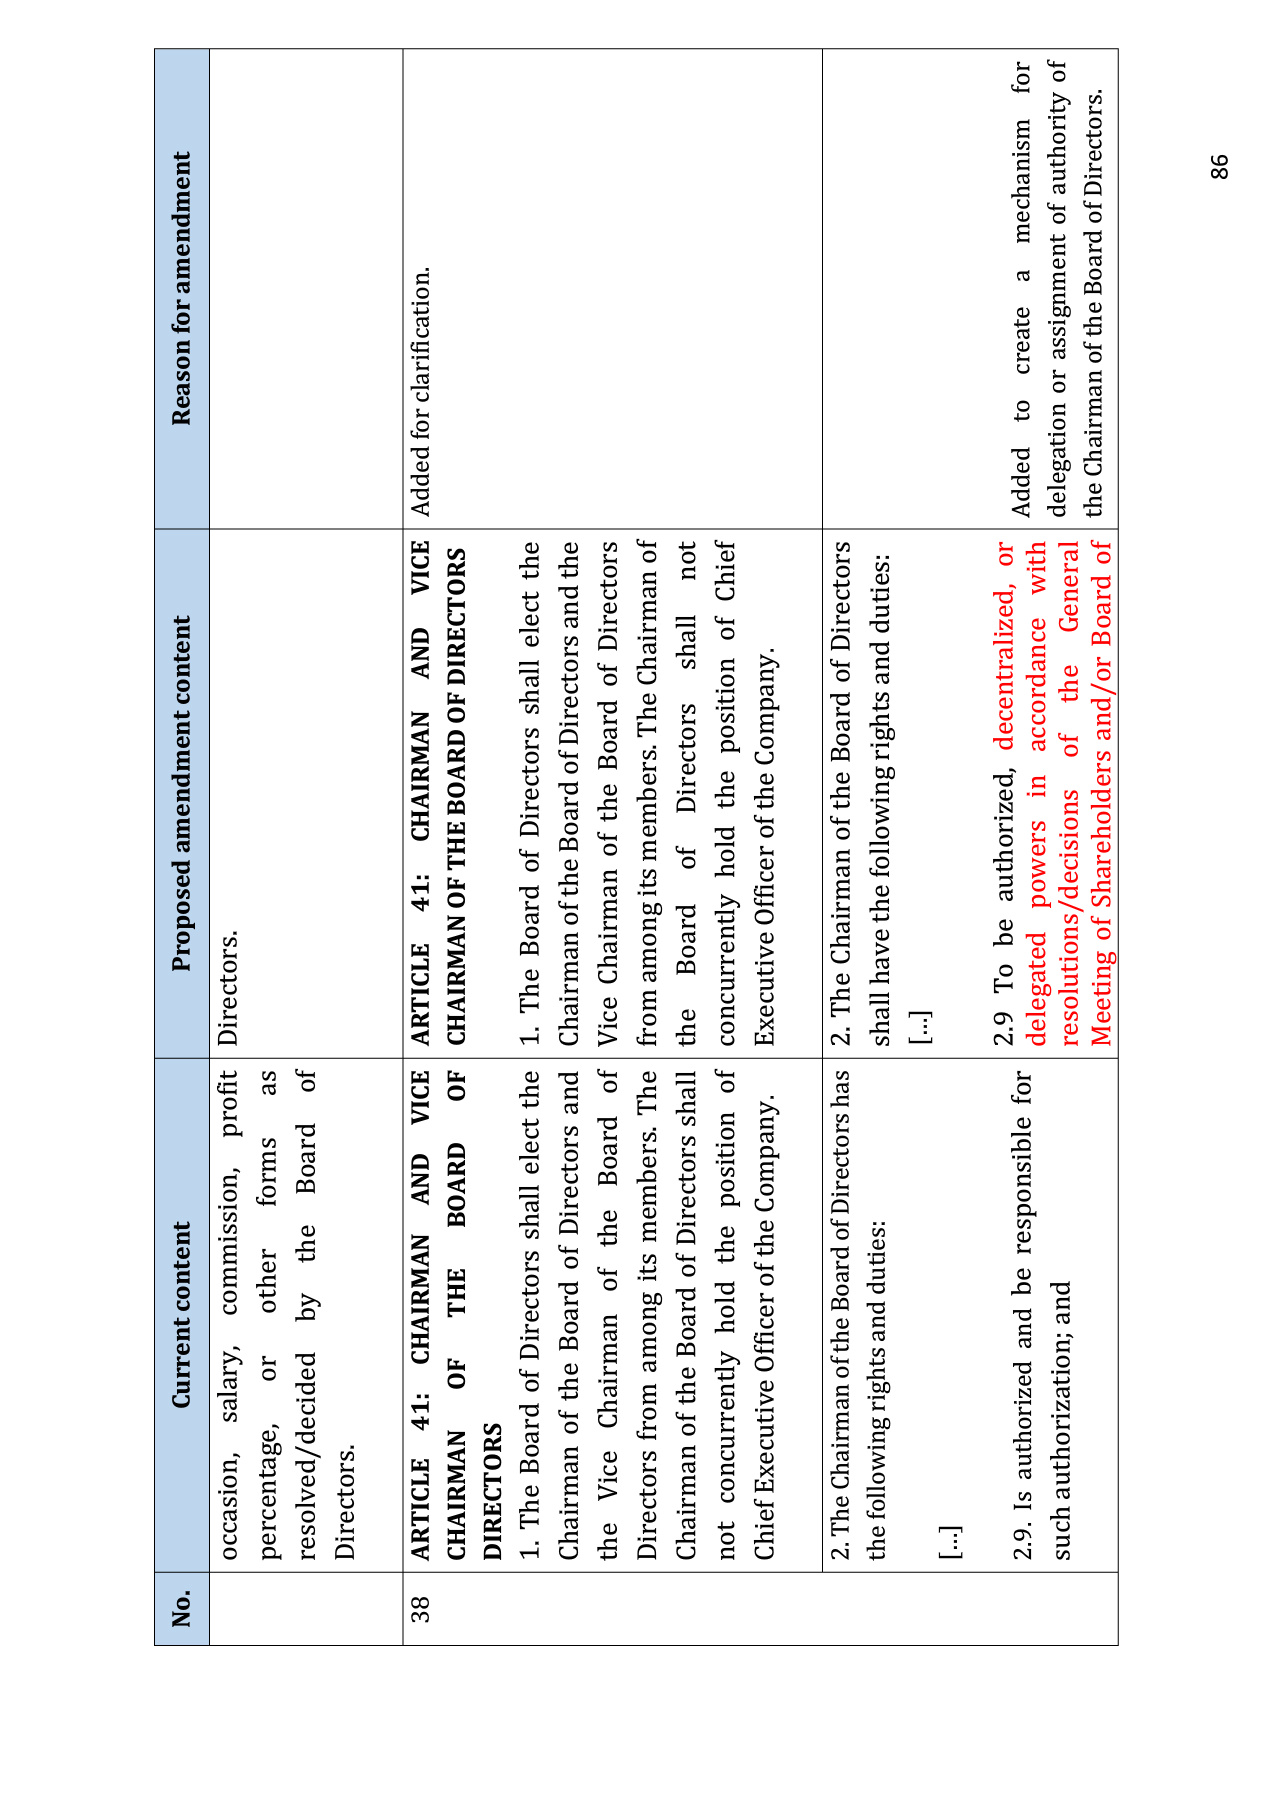 No.
Current content
Proposed amendment content
Reason for amendment
occasion, salary, commission, profit
percentage, or other forms as
resolved/decided by the Board of
Directors.
Directors.
38
ARTICLE 41: CHAIRMAN AND VICE
CHAIRMAN OF THE BOARD OF
DIRECTORS
1. The Board of Directors shall elect the
Chairman of the Board of Directors and
the Vice Chairman of the Board of
Directors from among its members. The
Chairman of the Board of Directors shall
not concurrently hold the position of
Chief Executive Officer of the Company.
ARTICLE 41: CHAIRMAN AND VICE
CHAIRMAN OF THE BOARD OF DIRECTORS
1. The Board of Directors shall elect the
Chairman of the Board of Directors and the
Vice Chairman of the Board of Directors
from among its members. The Chairman of
the Board of Directors shall not
concurrently hold the position of Chief
Executive Officer of the Company.
Added for clarification.
2. The Chairman of the Board of Directors has
the following rights and duties:
[...]
2.9. Is authorized and be responsible for
such authorization; and
2. The Chairman of the Board of Directors
shall have the following rights and duties:
[...]
2.9 To be authorized, decentralized, or
delegated powers in accordance with
resolutions/decisions of the General
Meeting of Shareholders and/or Board of
Added to create a mechanism for
delegation or assignment of authority of
the Chairman of the Board of Directors.
86